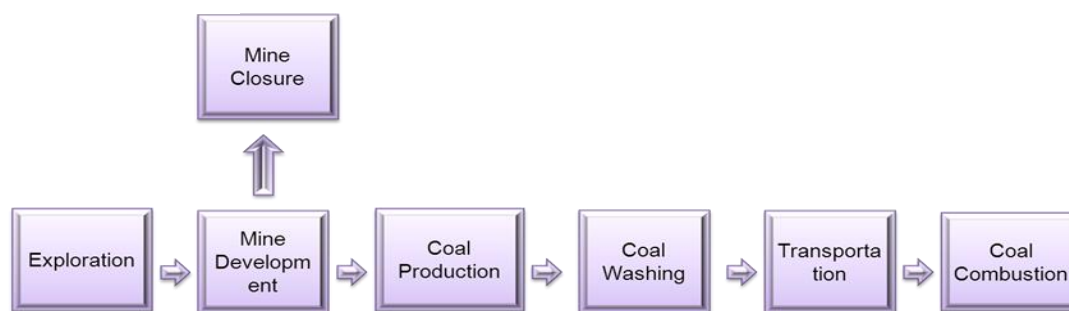 Mine
Closure
Exploration
Mine
Developm
ent
Coal
Production
Coal
Washing
Transporta
tion
Coal
Combustion